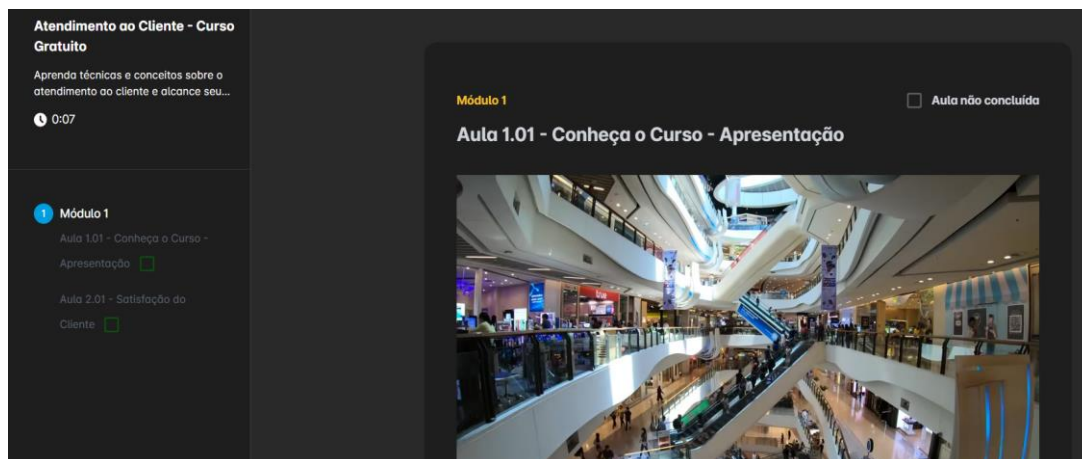 Atendimento ao Cliente - Curso
Gratuito
Aprenda técnicas e conceitos sobre o
atendimento ao cliente e alcance seu...
0:07
1 Módulo 1
Aula 1.01 - Conheça o Curso -
Apresentação
Aula 2.01 - Satisfação do
Cliente
Módulo 1
Aula não concluída
Aula 1.01 - Conheça o Curso - Apresentação